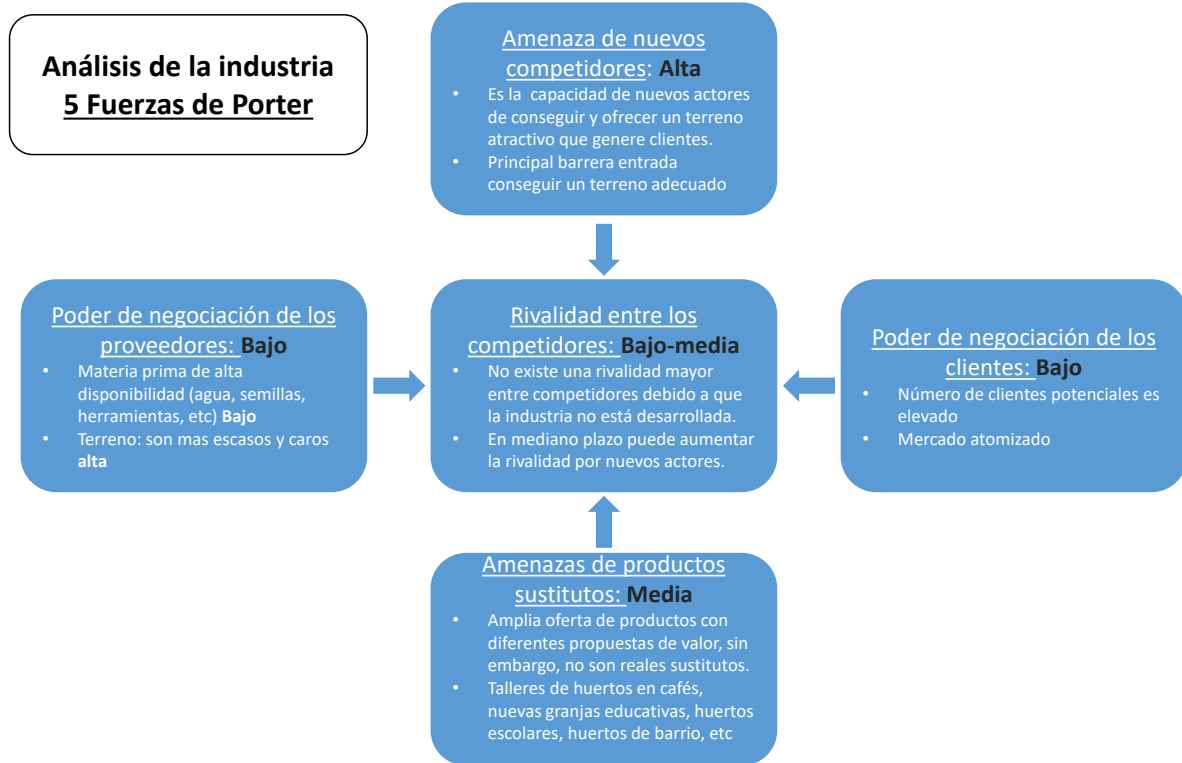 Análisis de la industria
5 Fuerzas de Porter
Amenaza de nuevos
competidores: Alta
• Es la capacidad de nuevos actores
de conseguir y ofrecer un terreno
atractivo que genere clientes.
• Principal barrera entrada
conseguir un terreno adecuado
Poder de negociación de los
proveedores: Bajo
• Materia prima de alta
disponibilidad (agua, semillas,
herramientas, etc) Bajo
• Terreno: son mas escasos y caros
alta
Rivalidad entre los
competidores: Bajo-media
• No existe una rivalidad mayor
entre competidores debido a que
la industria no está desarrollada.
• En mediano plazo puede aumentar
la rivalidad por nuevos actores.
Poder de negociación de los
clientes: Bajo
• Número de clientes potenciales es
elevado
• Mercado atomizado
Amenazas de productos
sustitutos: Media
• Amplia oferta de productos con
diferentes propuestas de valor, sin
embargo, no son reales sustitutos.
• Talleres de huertos en cafés,
nuevas granjas educativas, huertos
escolares, huertos de barrio, etc